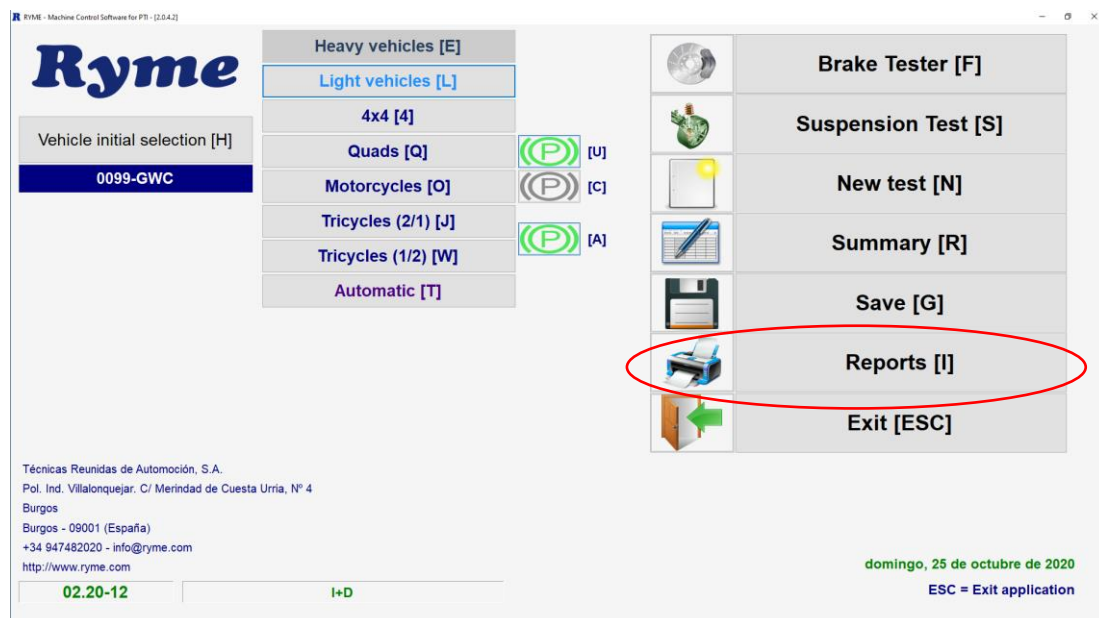 RYME - Machine Control Software for PTI - [2.0.4.2]
Ryme
Vehicle initial selection [H]
0099-GWC
Heavy vehicles [E]
Light vehicles [L]
4x4 [4]
Quads [Q]
Motorcycles [O]
Tricycles (2/1) [J]
Tricycles (1/2) [W]
Automatic [T]
(P) [U]
(P) [C]
(P) [A]
Brake Tester [F]
Suspension Test [S]
New test [N]
Summary [R]
Save [G]
Reports [I]
Exit [ESC]
Técnicas Reunidas de Automoción, S.A.
Pol. Ind. Villalonquejar. C/ Merindad de Cuesta Urria, Nº 4
Burgos
Burgos - 09001 (España)
+34 947482020 - info@ryme.com
http://www.ryme.com
02.20-12
I+D
domingo, 25 de octubre de 2020
ESC = Exit application